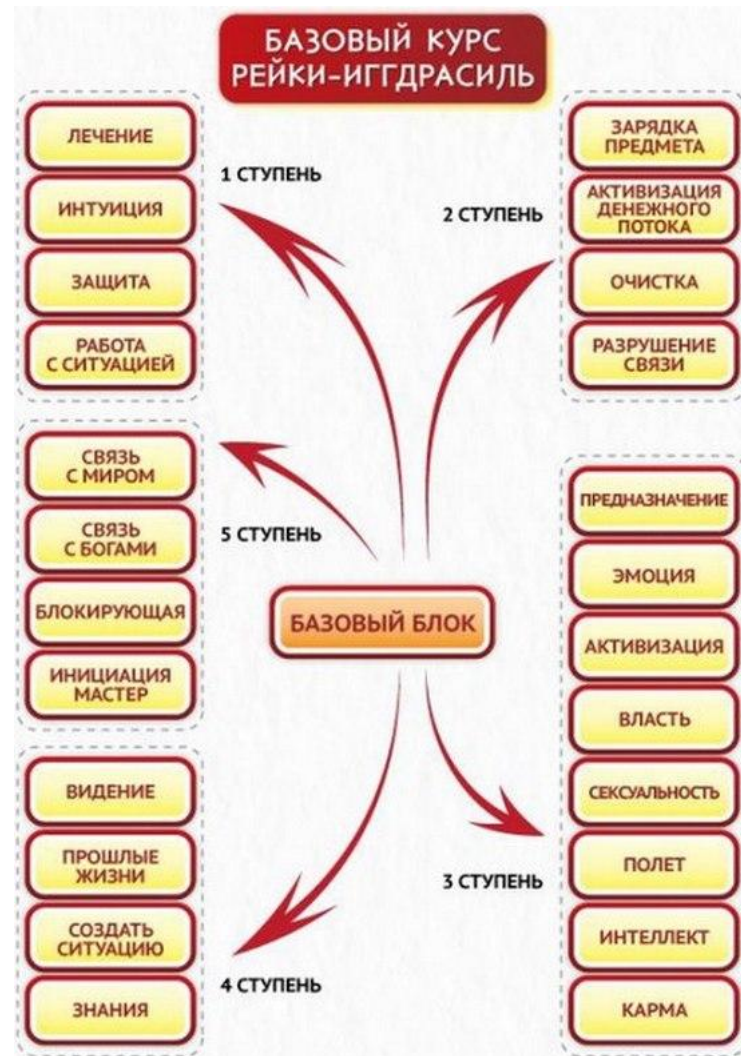 БАЗОВЫЙ КУРС
РЕЙКИ-ИГГДРАСИЛЬ
1 СТУПЕНЬ
ЛЕЧЕНИЕ
ИНТУИЦИЯ
ЗАЩИТА
РАБОТА
С СИТУАЦИЕЙ
2 СТУПЕНЬ
ЗАРЯДКА
ПРЕДМЕТА
АКТИВИЗАЦИЯ
ДЕНЕЖНОГО
ПОТОКА
ОЧИСТКА
РАЗРУШЕНИЕ
СВЯЗИ
5 СТУПЕНЬ
СВЯЗЬ
С МИРОМ
СВЯЗЬ
С БОГАМИ
БЛОКИРУЮЩАЯ
ИНИЦИАЦИЯ
МАСТЕР
БАЗОВЫЙ БЛОК
3 СТУПЕНЬ
ПРЕДНАЗНАЧЕНИЕ
ЭМОЦИЯ
АКТИВИЗАЦИЯ
ВЛАСТЬ
СЕКСУАЛЬНОСТЬ
ПОЛЕТ
ИНТЕЛЛЕКТ
КАРМА
4 СТУПЕНЬ
ВИДЕНИЕ
ПРОШЛЫЕ
ЖИЗНИ
СОЗДАТЬ
СИТУАЦИЮ
ЗНАНИЯ